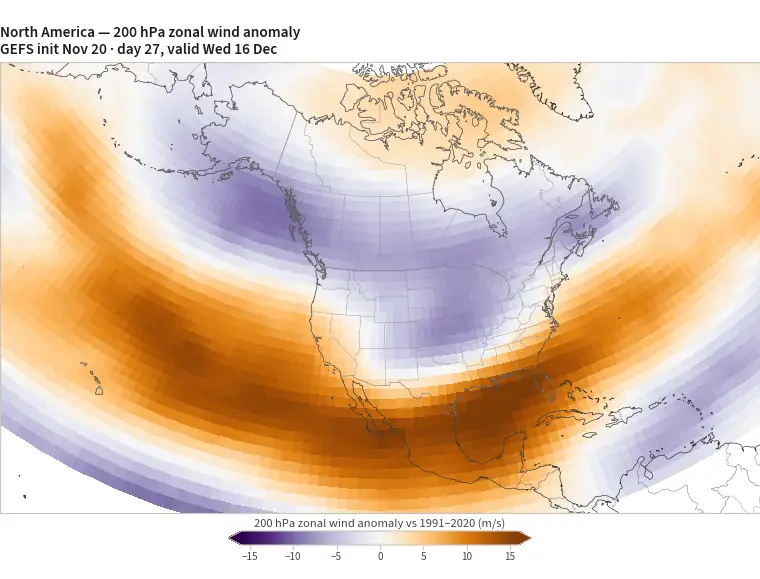 North America — 200 hPa zonal wind anomaly
GEFS init Nov 20 · day 27, valid Wed 16 Dec
200 hPa zonal wind anomaly vs 1991–2020 (m/s)
−15 −10 −5 0 5 10 15